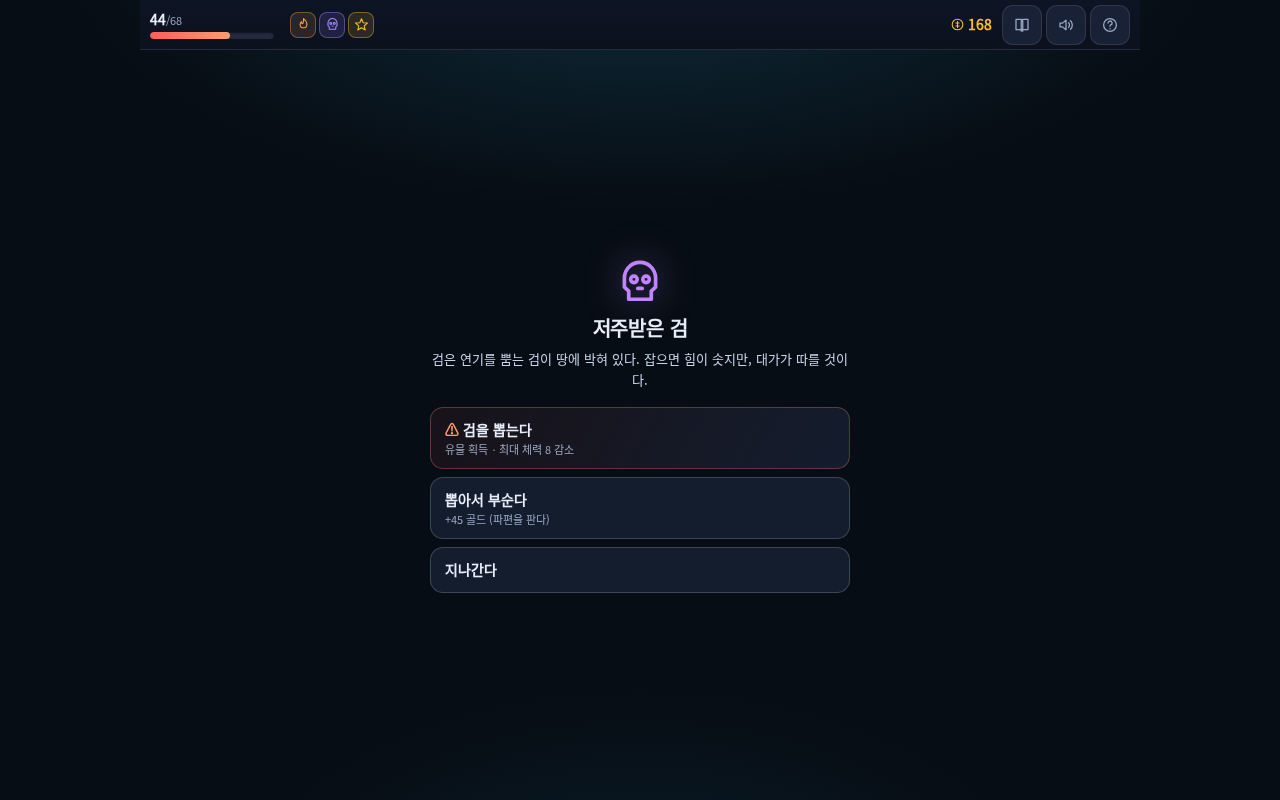 44/68
168
저주받은 검
검은 연기를 뿜는 검이 땅에 박혀 있다. 잡으면 힘이 솟지만, 대가가 따를 것이
다.
검을 뽑는다
유물 획득 · 최대 체력 8 감소
뽑아서 부순다
+45 골드 (파편을 판다)
지나간다